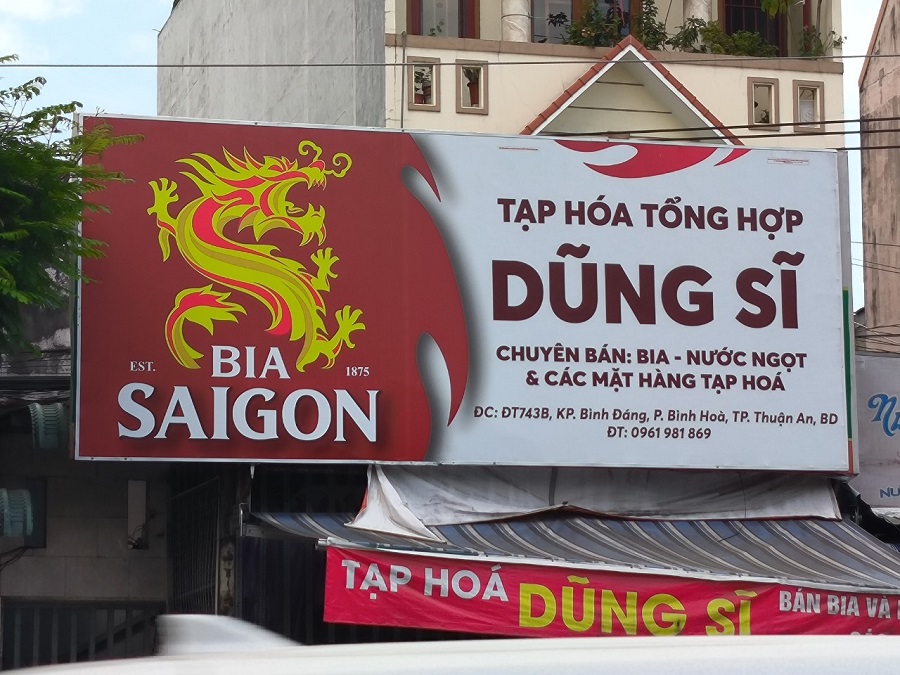 EST.
BIA
1875
SAIGON
TẠP HÓA TỔNG HỢP
DŨNG SĨ
CHUYÊN BÁN: BIA - NƯỚC NGỌT
& CÁC MẶT HÀNG TẠP HOÁ
ĐC: ĐT743B, KP. Bình Đáng, P. Bình Hoà, TP. Thuận An, BD
ĐT: 0961 981 869
TẠP HOÁ DŨNG SĨ BÁN BIA VÀ